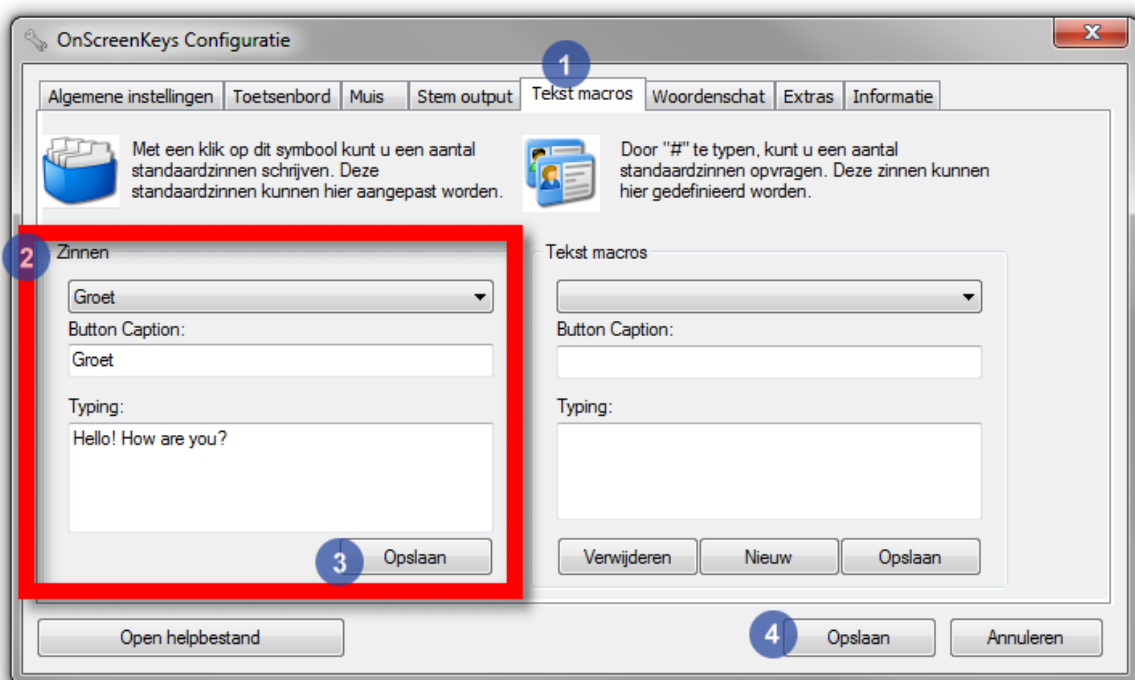 OnScreenKeys Configuratie
1
Algemene instellingen Toetsenbord Muis Stem output Tekst macros Woordenschat Extras Informatie
Met een klik op dit symbool kunt u een aantal
standaardzinnen schrijven. Deze
standaardzinnen kunnen hier aangepast worden.
Door "#" te typen, kunt u een aantal
standaardzinnen opvragen. Deze zinnen kunnen
hier gedefinieerd worden.
2
Zinnen
Groet
Button Caption:
Groet
Typing:
Hello! How are you?
3
Opslaan
Tekst macros
Button Caption:
Typing:
Verwijderen Nieuw Opslaan
Open helpbestand
4
Opslaan Annuleren